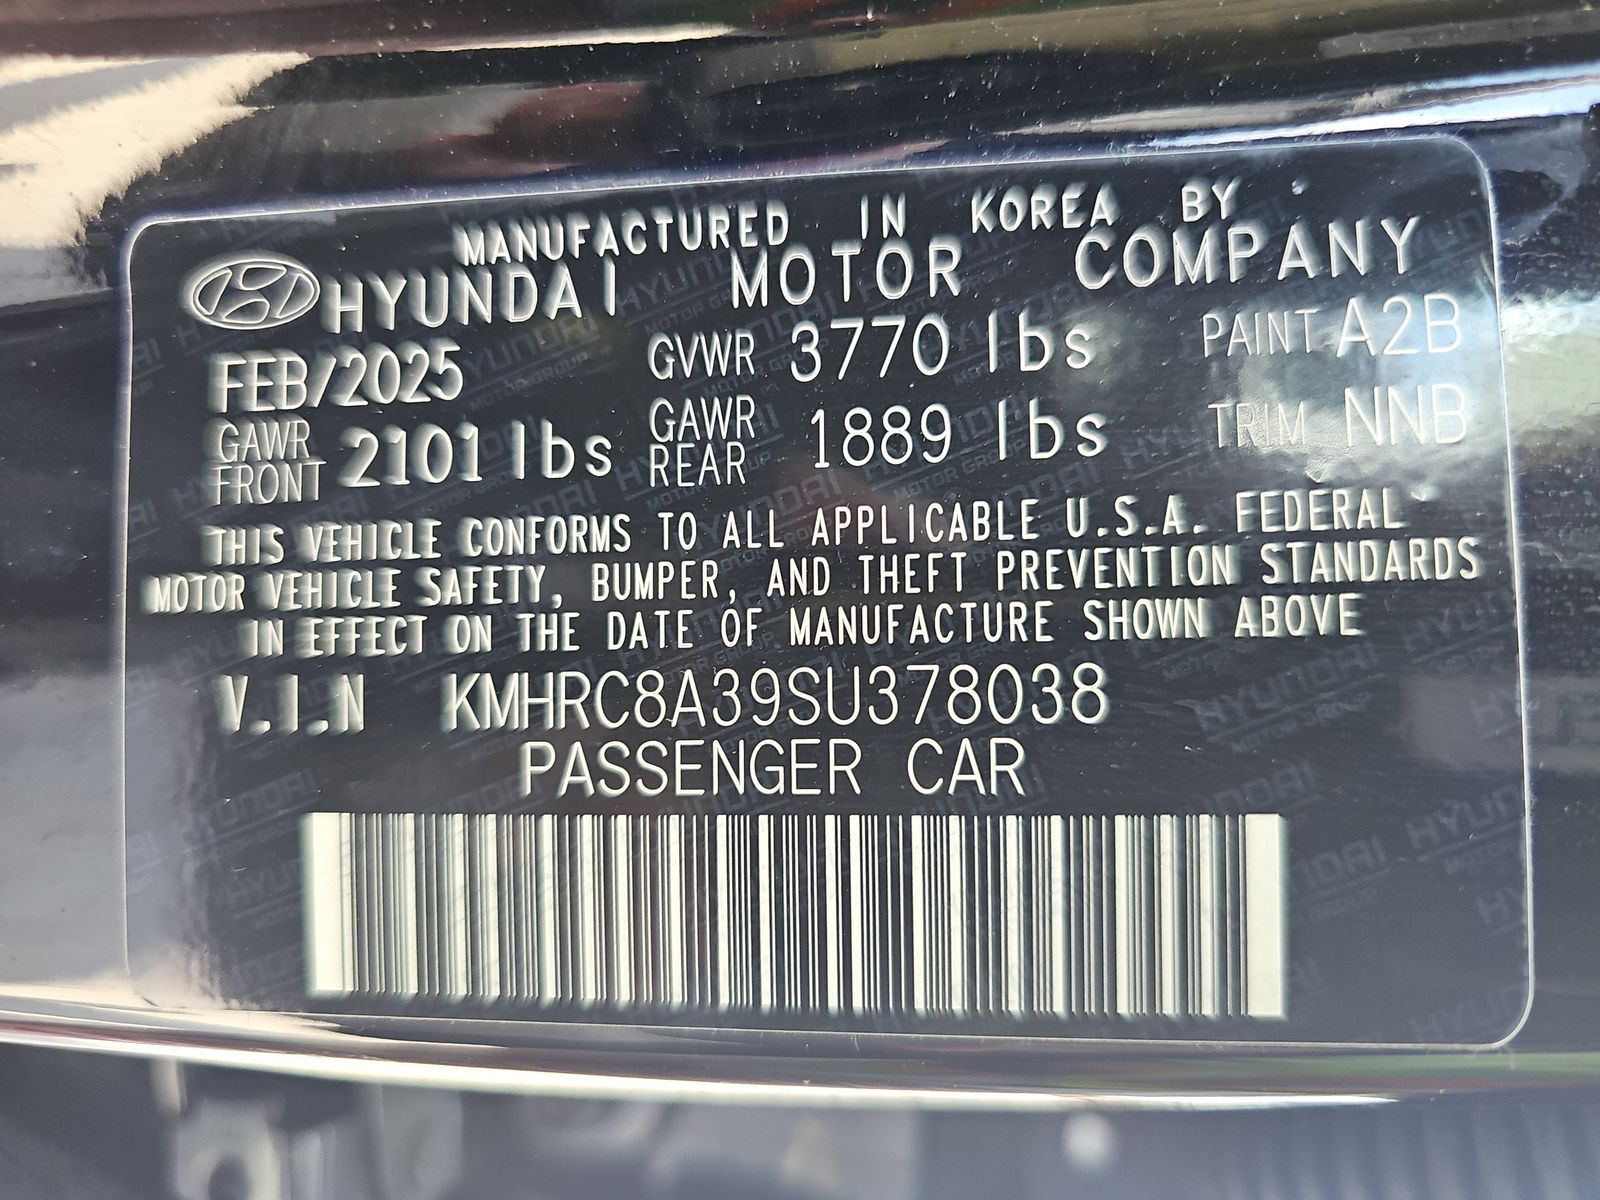 MANUFACTURED IN KOREA BY
HYUNDAI MOTOR COMPANY
FEB/2025 GVWR 3770 lbs PAINT A2B
GAWR FRONT 2101 lbs GAWR REAR 1889 lbs TRIM NNB
THIS VEHICLE CONFORMS TO ALL APPLICABLE U.S.A. FEDERAL
MOTOR VEHICLE SAFETY, BUMPER, AND THEFT PREVENTION STANDARDS
IN EFFECT ON THE DATE OF MANUFACTURE SHOWN ABOVE
V.I.N KMHRC8A39SU378038
PASSENGER CAR